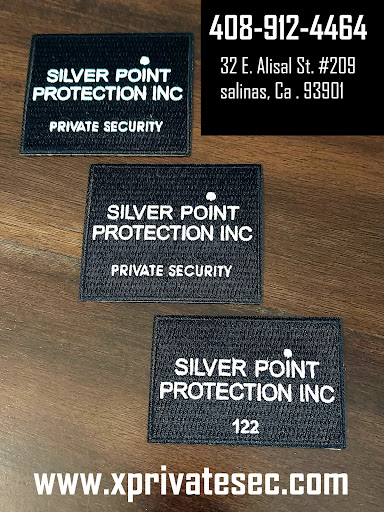 408-912-4464
32 E. Alisal St. #209
salinas, Ca . 93901
SILVER POINT
PROTECTION INC
PRIVATE SECURITY
SILVER POINT
PROTECTION INC
PRIVATE SECURITY
SILVER POINT
PROTECTION INC
122
www.xprivatesec.com